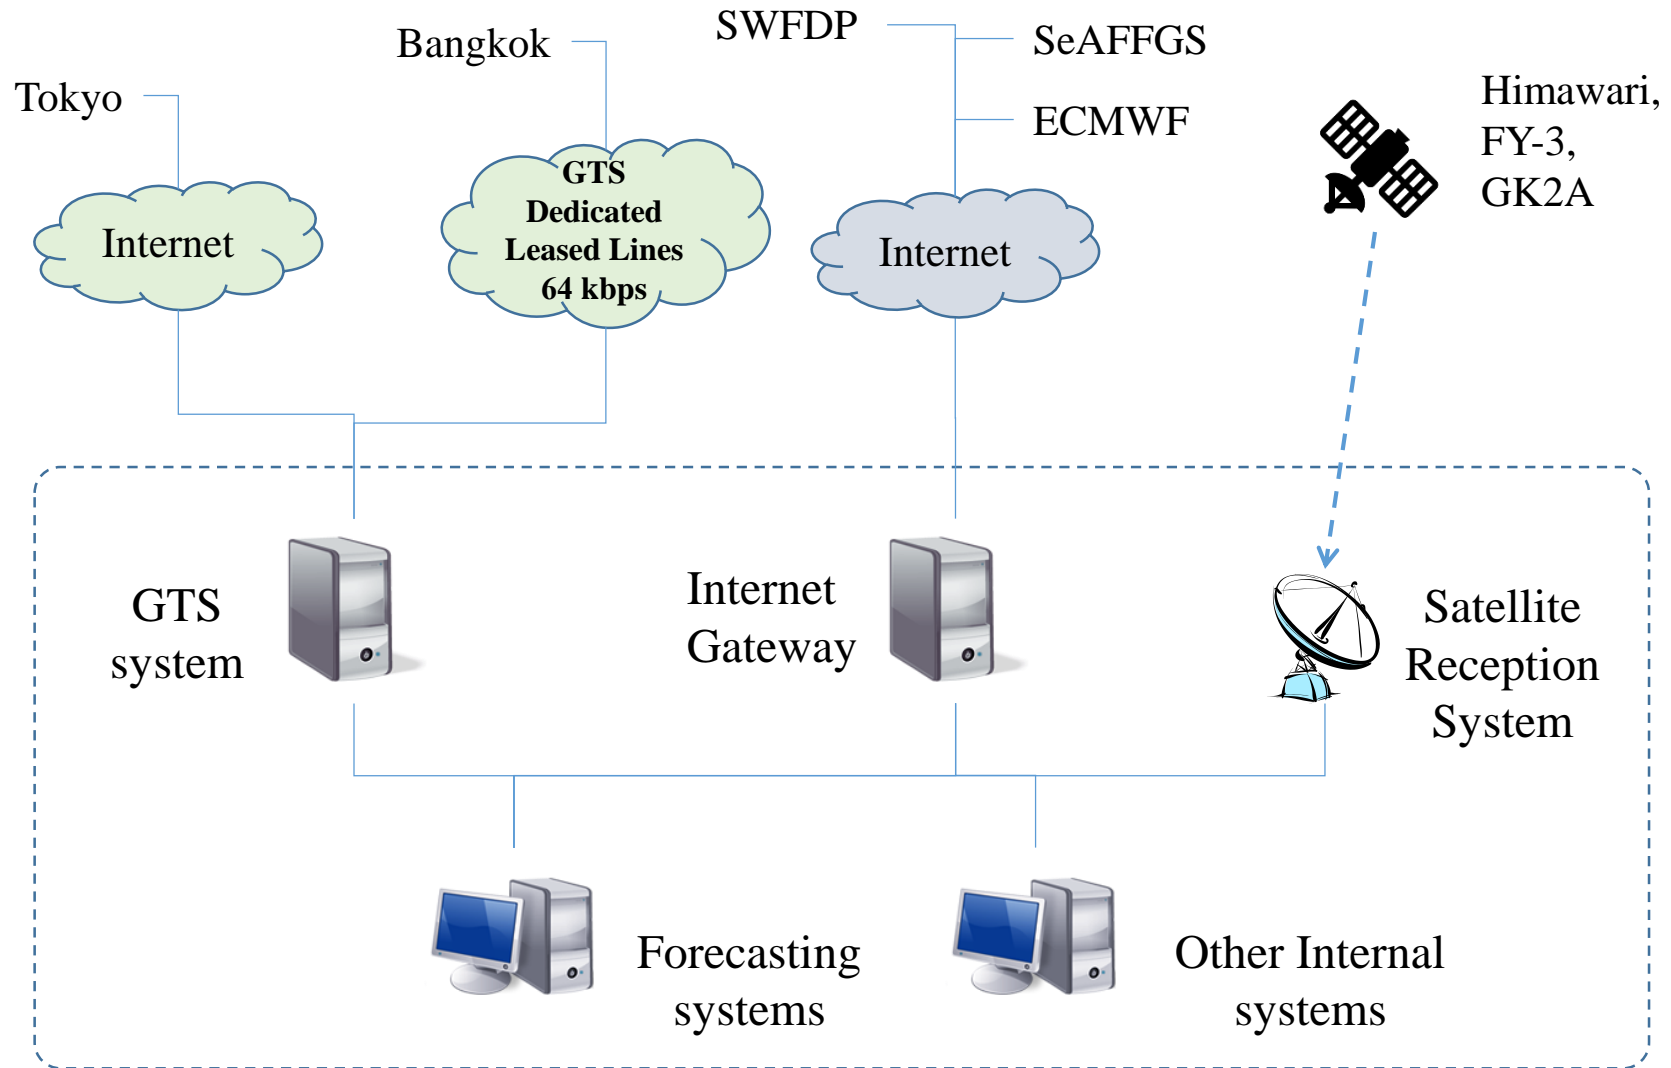 SWFDP
SeAFFGS
Bangkok
Tokyo
ECMWF
Himawari,
FY-3,
GK2A
GTS
Dedicated
Leased Lines
64 kbps
Internet
Internet
GTS
system
Internet
Gateway
Satellite
Reception
System
Forecasting
systems
Other Internal
systems